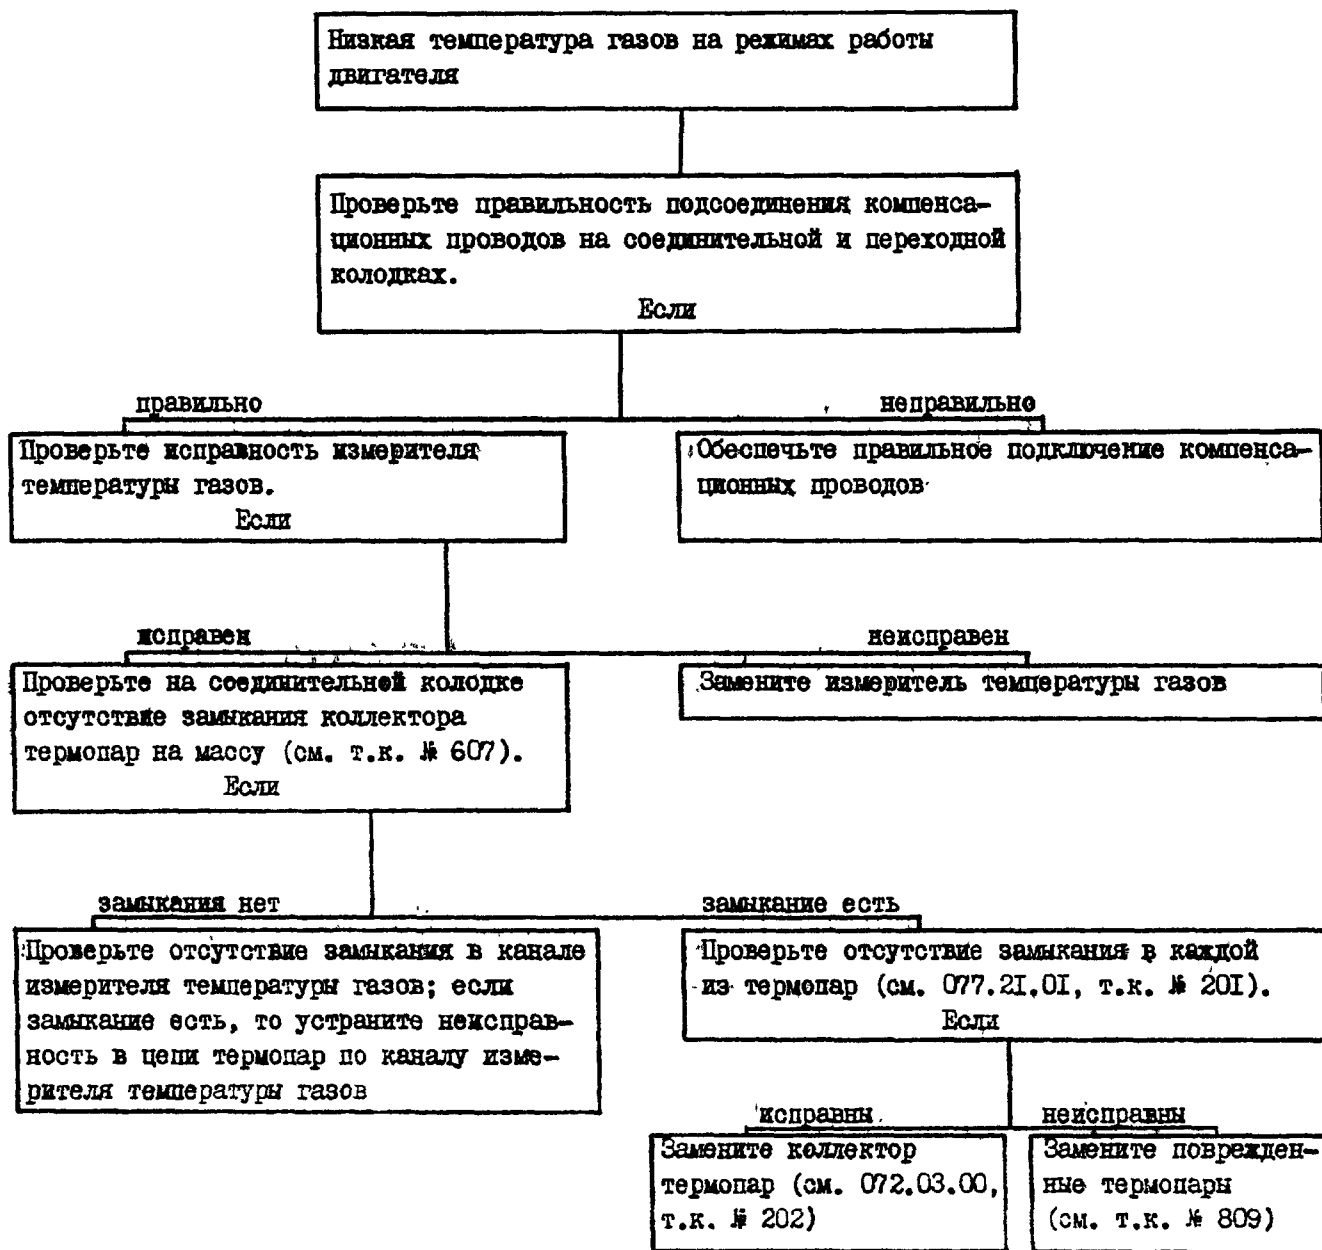 Низкая температура газов на режимах работы
двигателя
Проверьте правильность подсоединения компенса-
ционных проводов на соединительной и переходной
колодках.
Если
правильно
неправильно
Проверьте исправность измерителя
температуры газов.
Если
Обеспечьте правильное подключение компенса-
ционных проводов
исправен
неисправен
Проверьте на соединительной колодке
отсутствие замыкания коллектора
термопар на массу (см. т.к. № 607).
Если
Замените измеритель температуры газов
замыкания нет
замыкание есть
Проверьте отсутствие замыкания в канале
измерителя температуры газов; если
замыкание есть, то устраните неисправ-
ность в цепи термопар по каналу изме-
рителя температуры газов
Проверьте отсутствие замыкания в каждой
из термопар (см. 077.21.01, т.к. № 201).
Если
исправны
неисправны
Замените коллектор
термопар (см. 072.03.00,
т.к. № 202)
Замените поврежден-
ные термопары
(см. т.к. № 809)